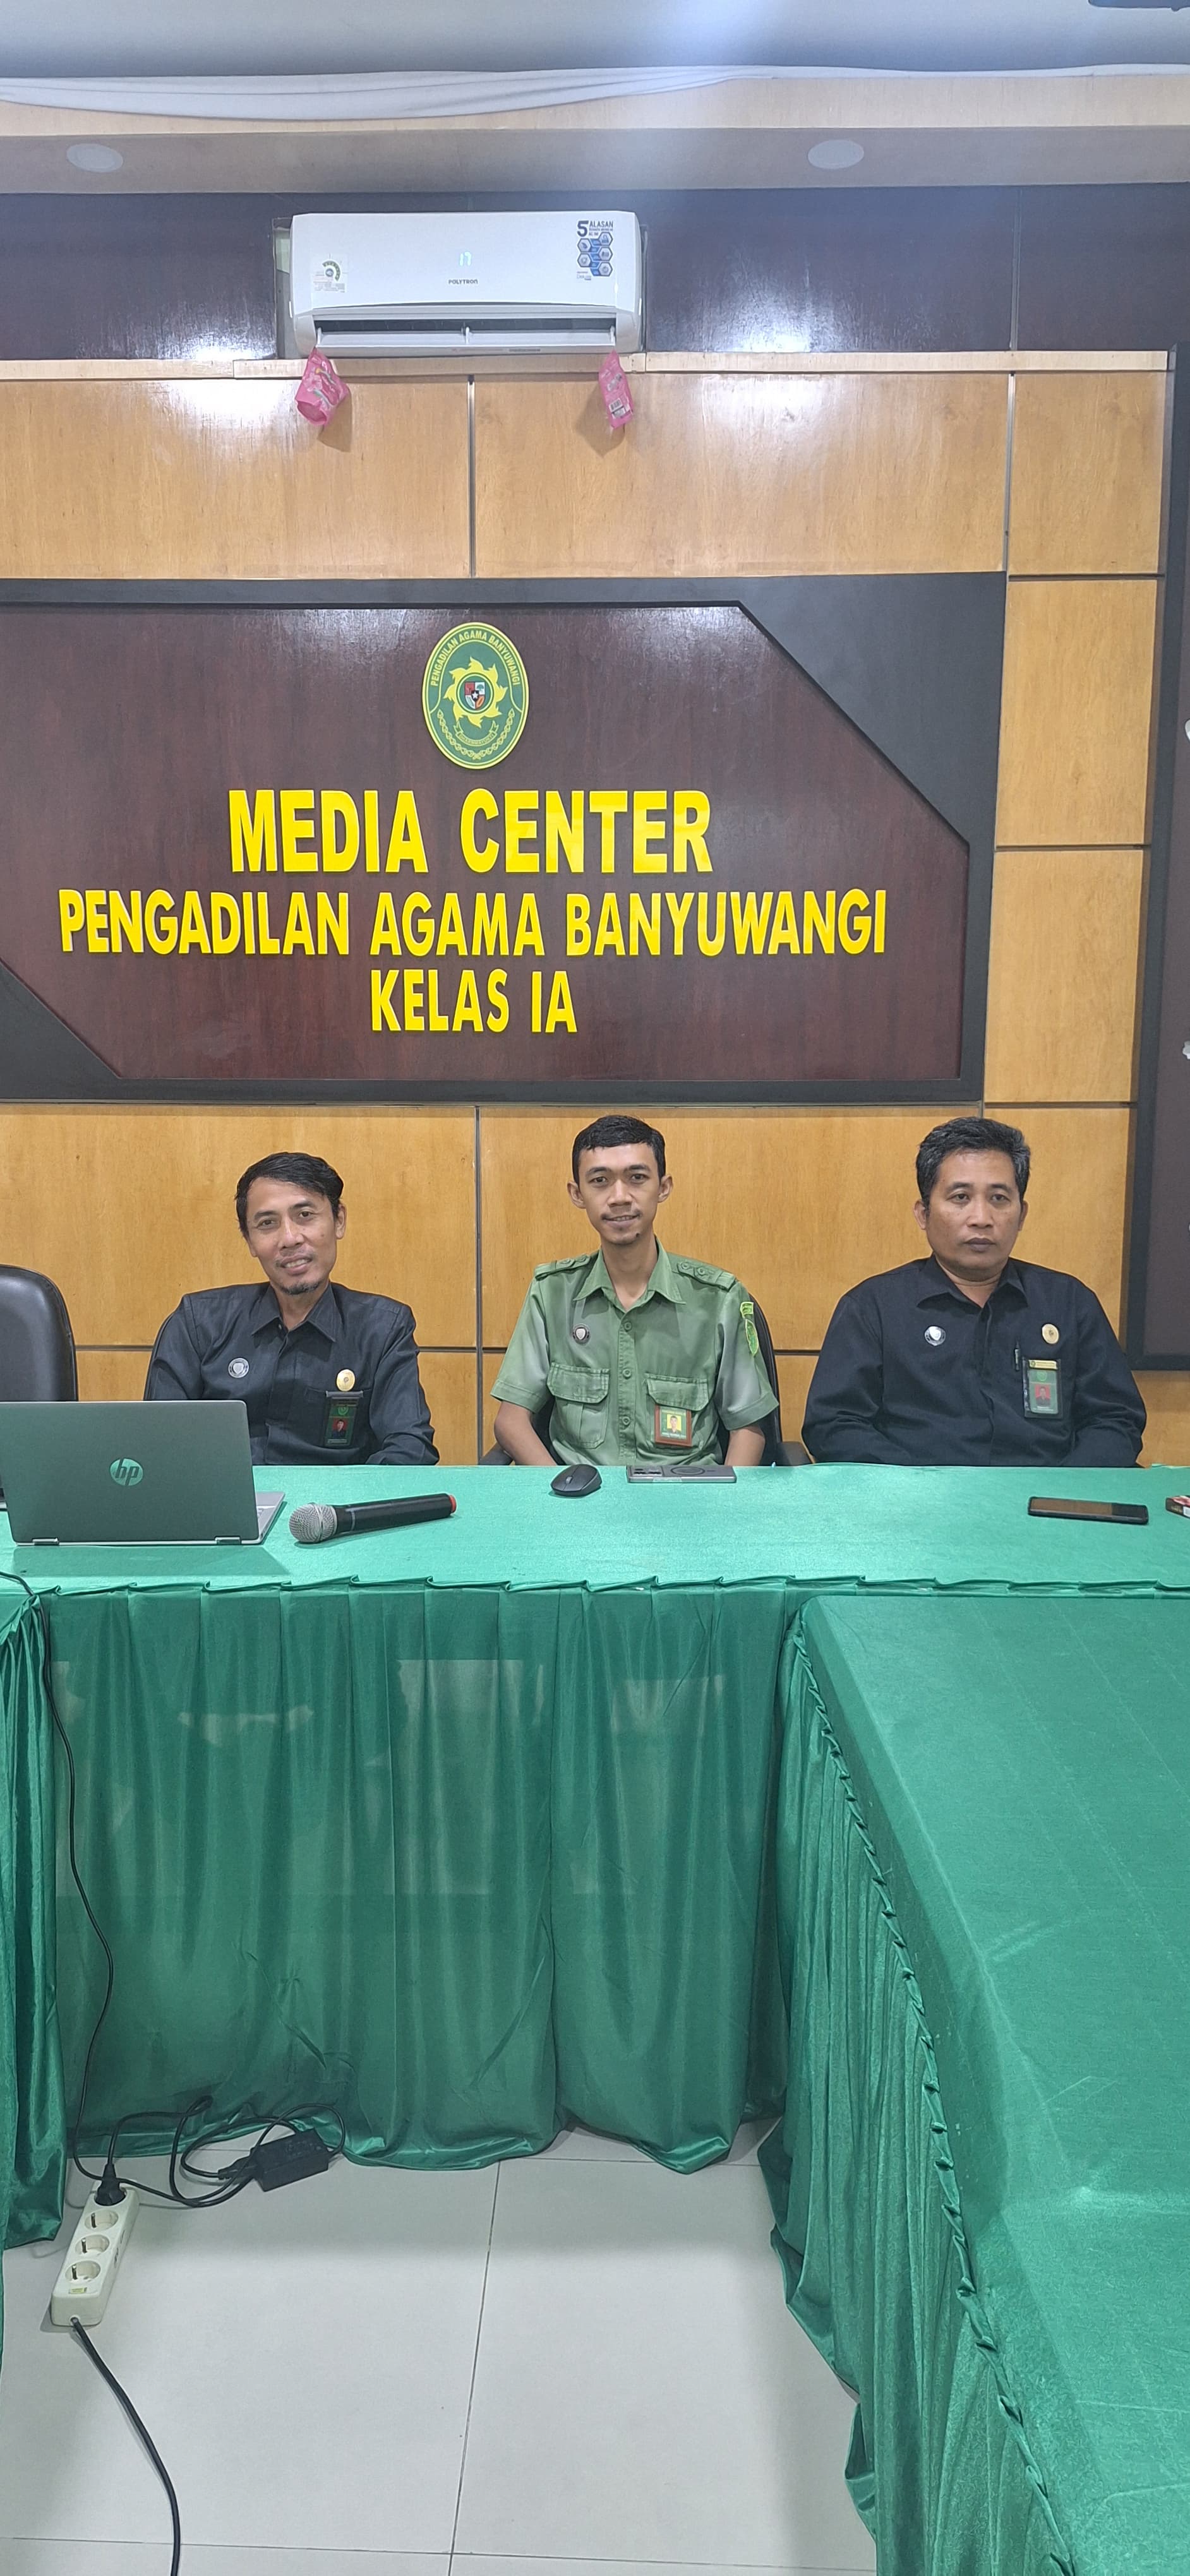 5 ALASAN
17
POLYTRON
PENGADILAN AGAMA BANYUWANGI
MEDIA CENTER
PENGADILAN AGAMA BANYUWANGI
KELAS IA
hp